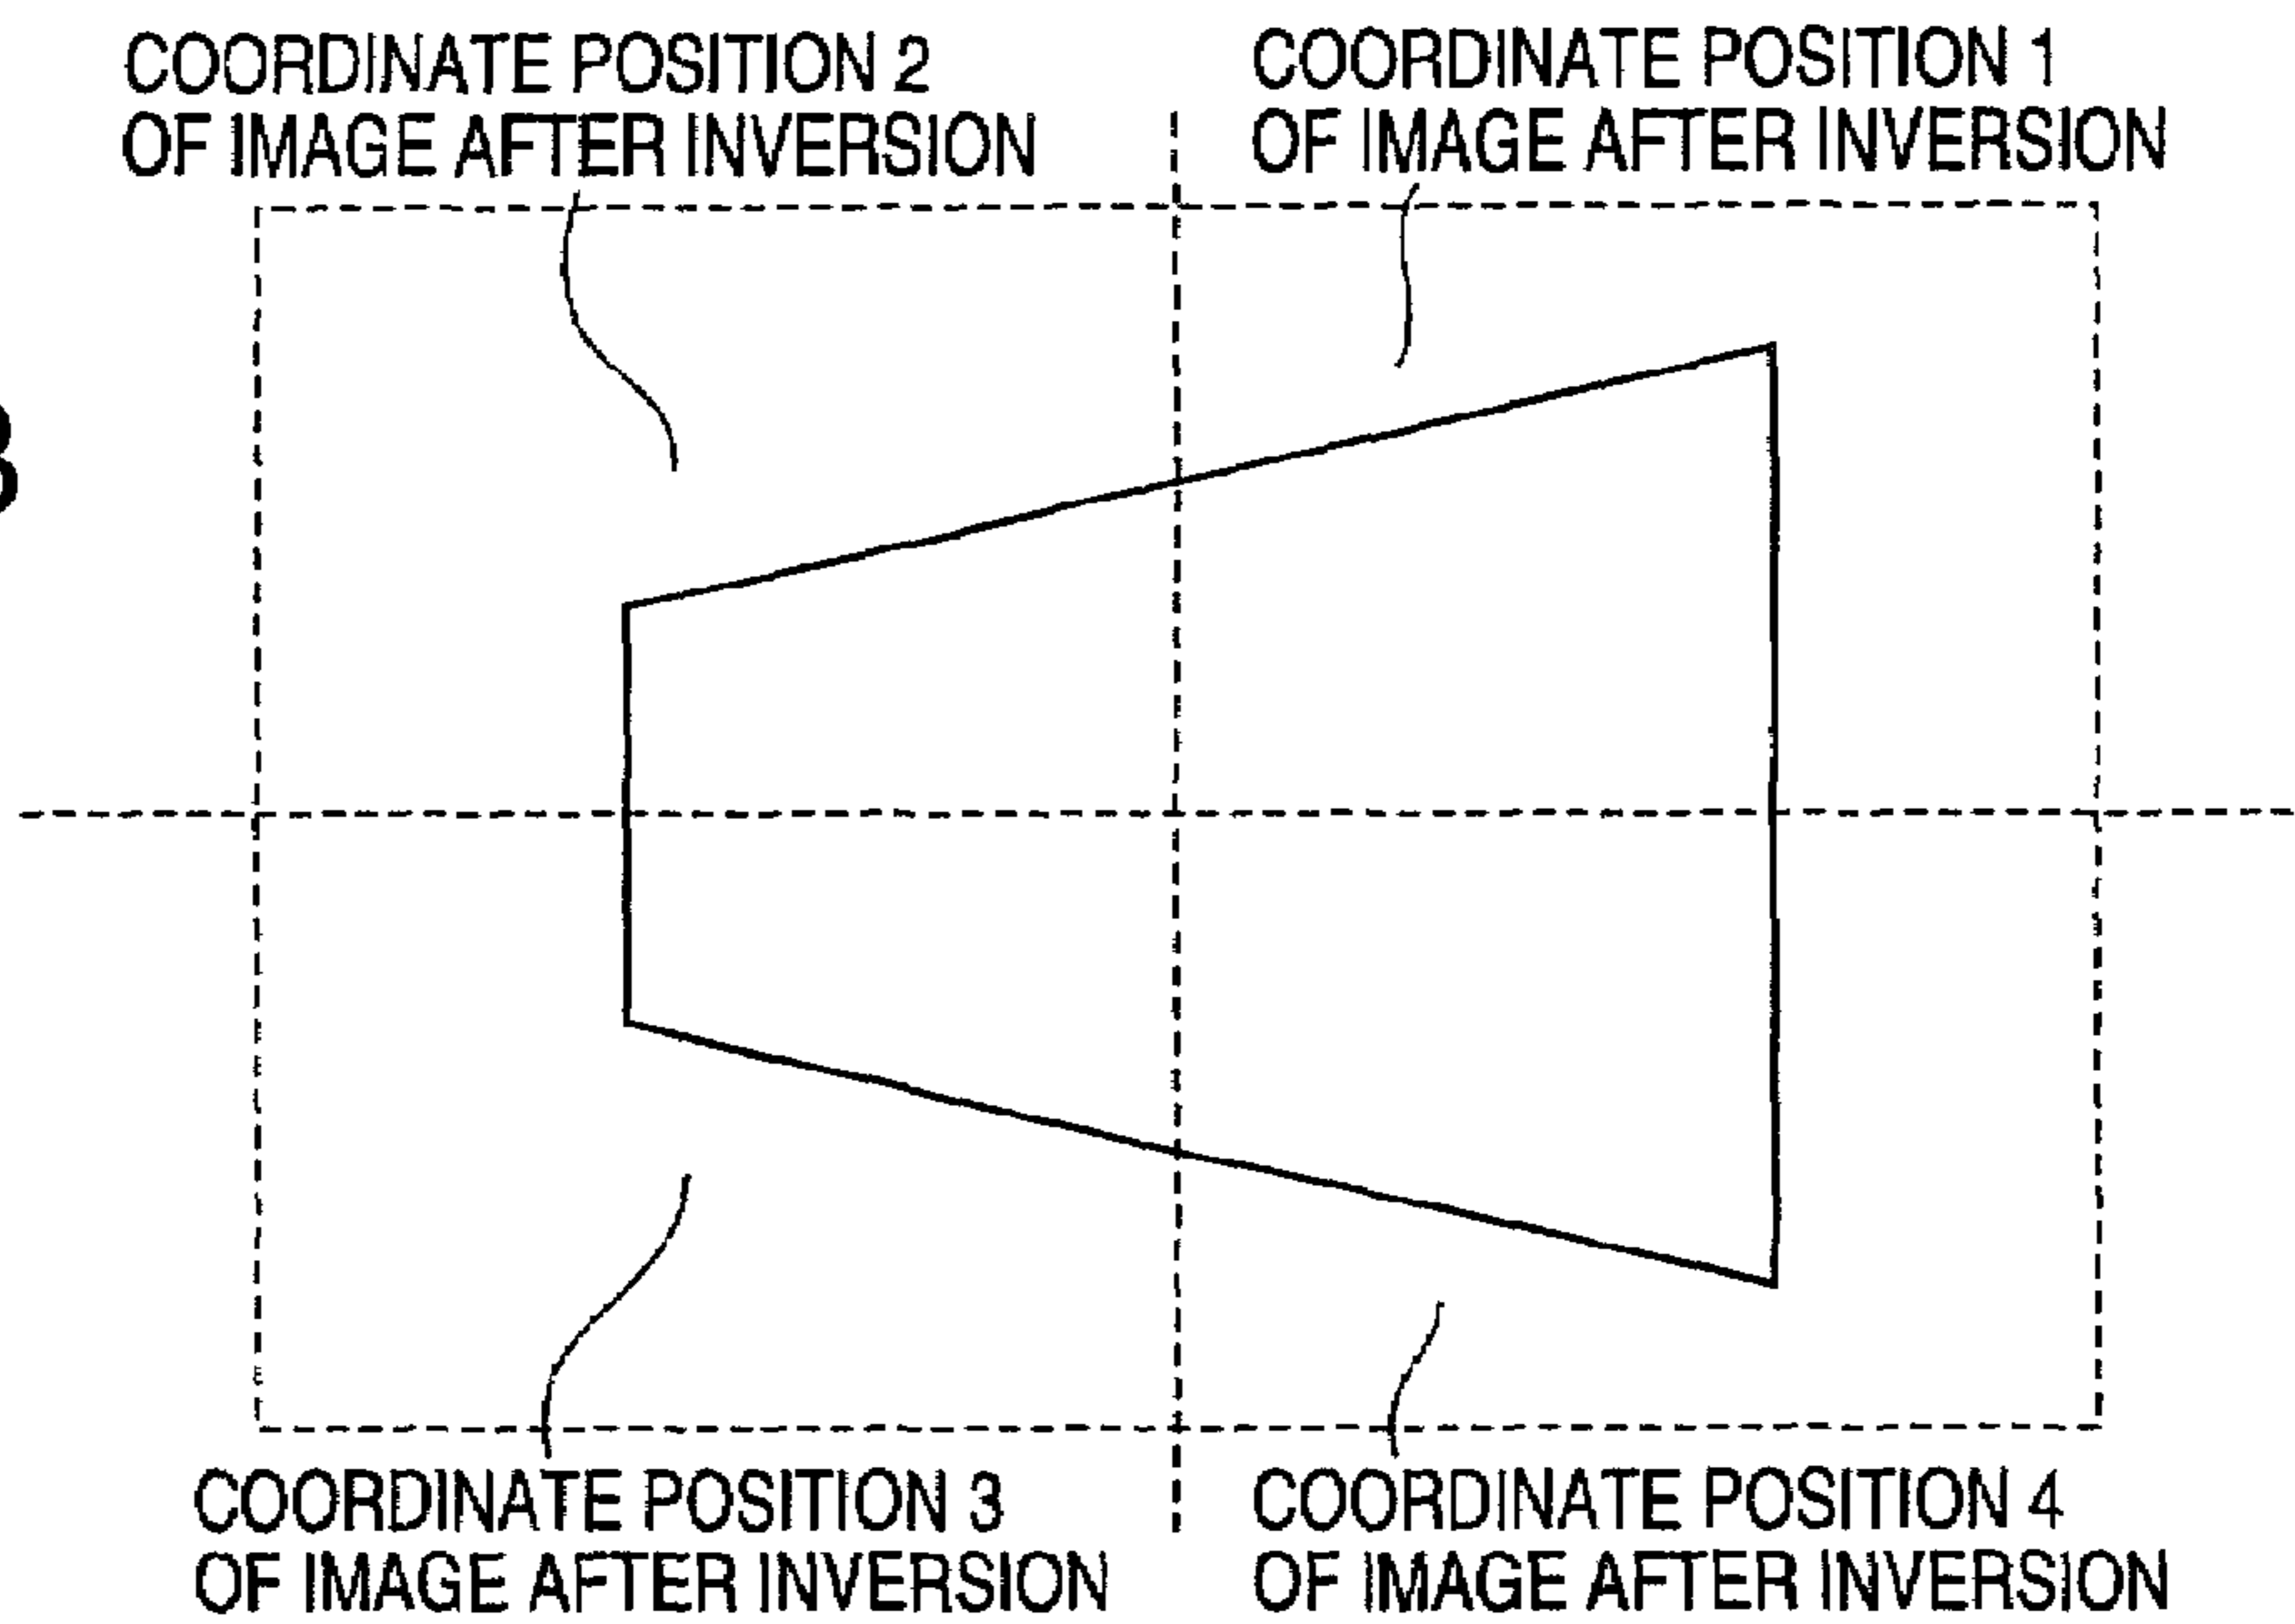 COORDINATE POSITION 2
OF IMAGE AFTER INVERSION
COORDINATE POSITION 1
OF IMAGE AFTER INVERSION
COORDINATE POSITION 3
OF IMAGE AFTER INVERSION
COORDINATE POSITION 4
OF IMAGE AFTER INVERSION